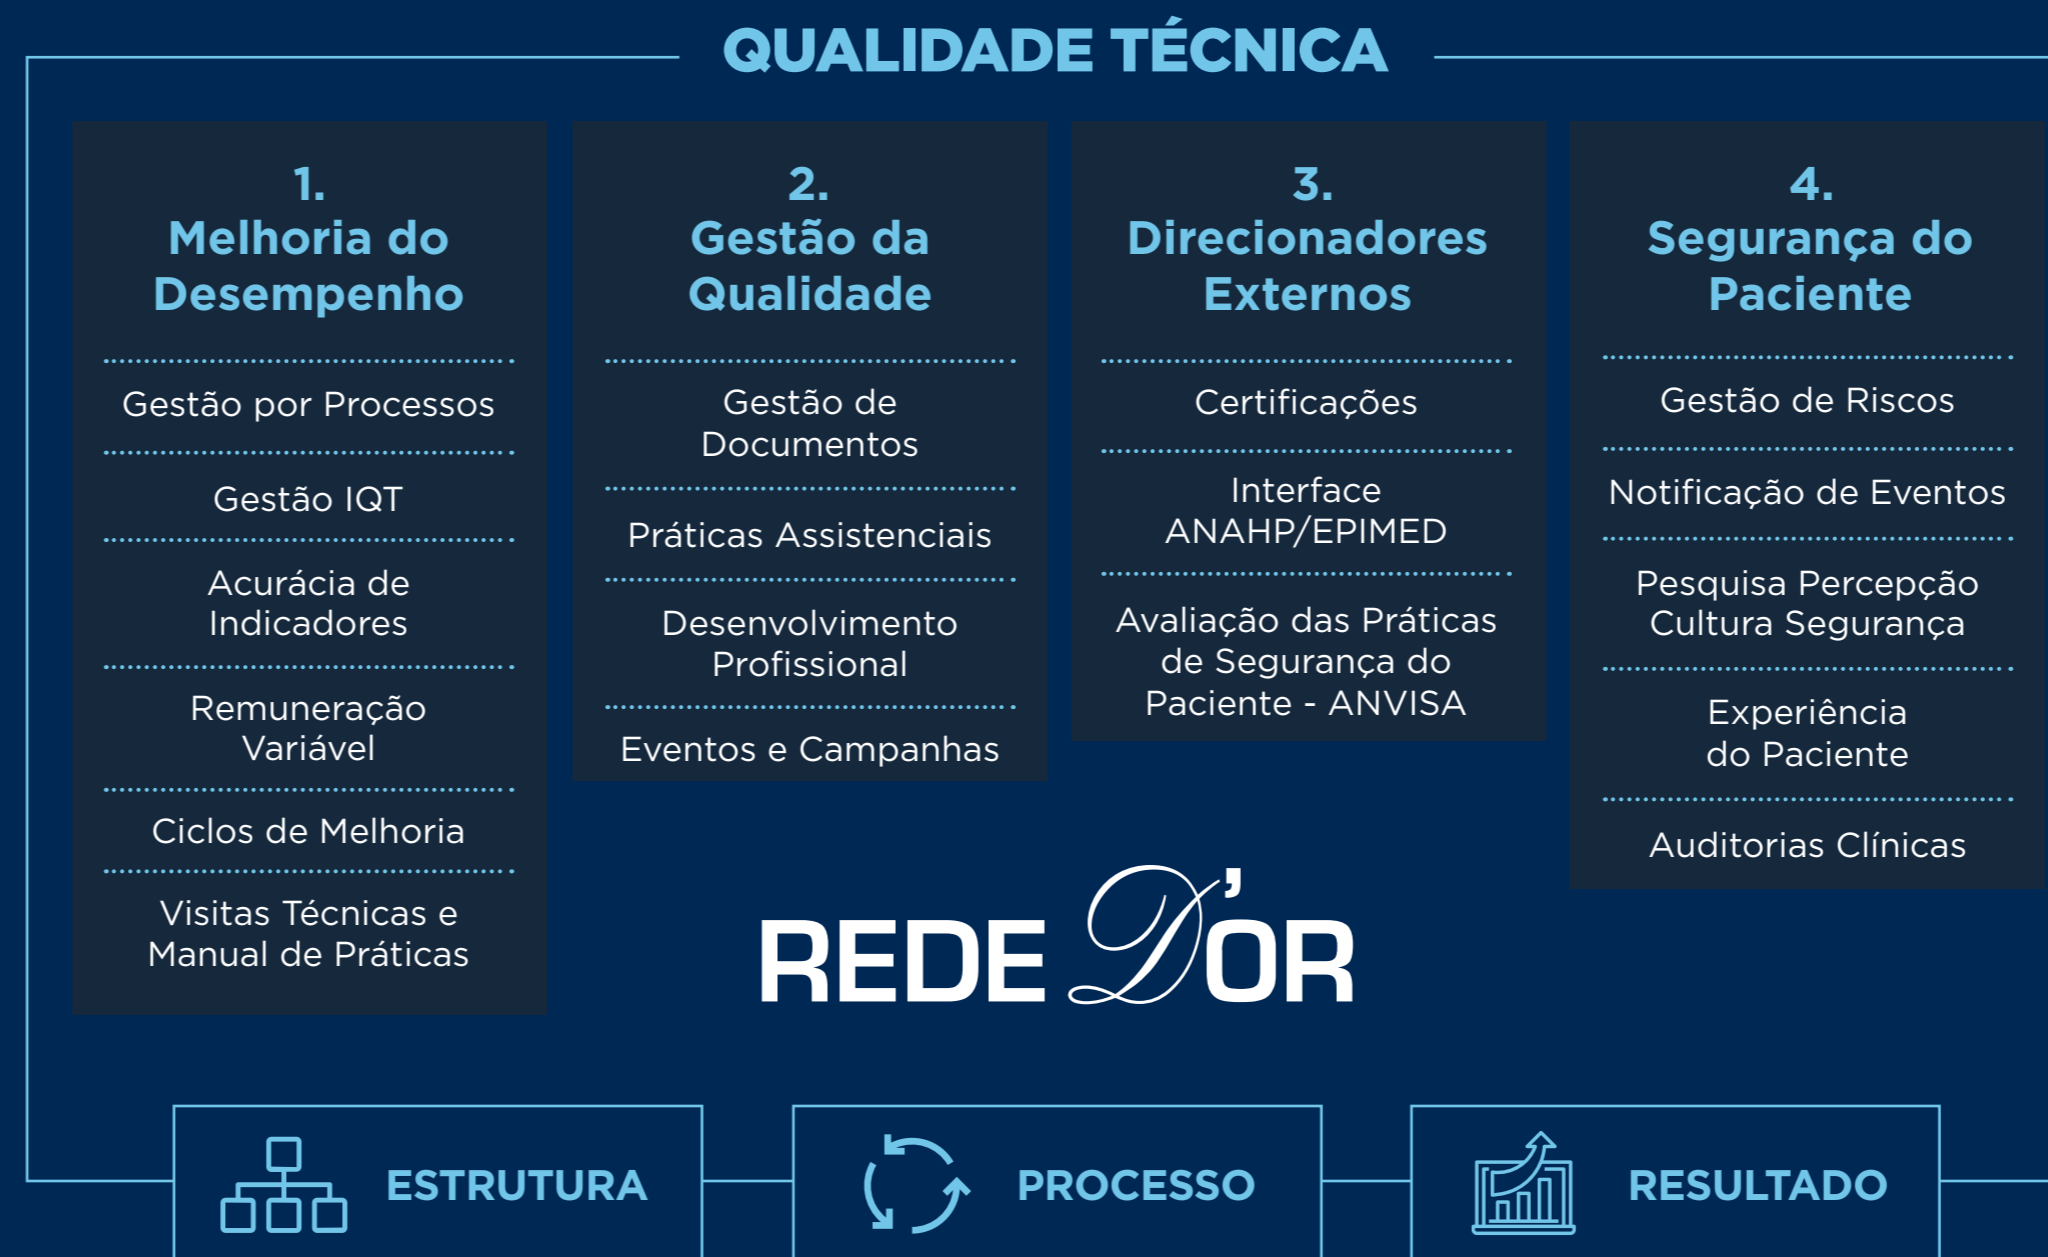 QUALIDADE TÉCNICA
1.
Melhoria do
Desempenho
Gestão por Processos
Gestão IQT
Acurácia de
Indicadores
Remuneração
Variável
Ciclos de Melhoria
Visitas Técnicas e
Manual de Práticas
2.
Gestão da
Qualidade
Gestão de
Documentos
Práticas Assistenciais
Desenvolvimento
Profissional
Eventos e Campanhas
3.
Direcionadores
Externos
Certificações
Interface
ANAHP/EPIMED
Avaliação das Práticas
de Segurança do
Paciente - ANVISA
4.
Segurança do
Paciente
Gestão de Riscos
Notificação de Eventos
Pesquisa Percepção
Cultura Segurança
Experiência
do Paciente
Auditorias Clínicas
REDE D'OR
ESTRUTURA
PROCESSO
RESULTADO